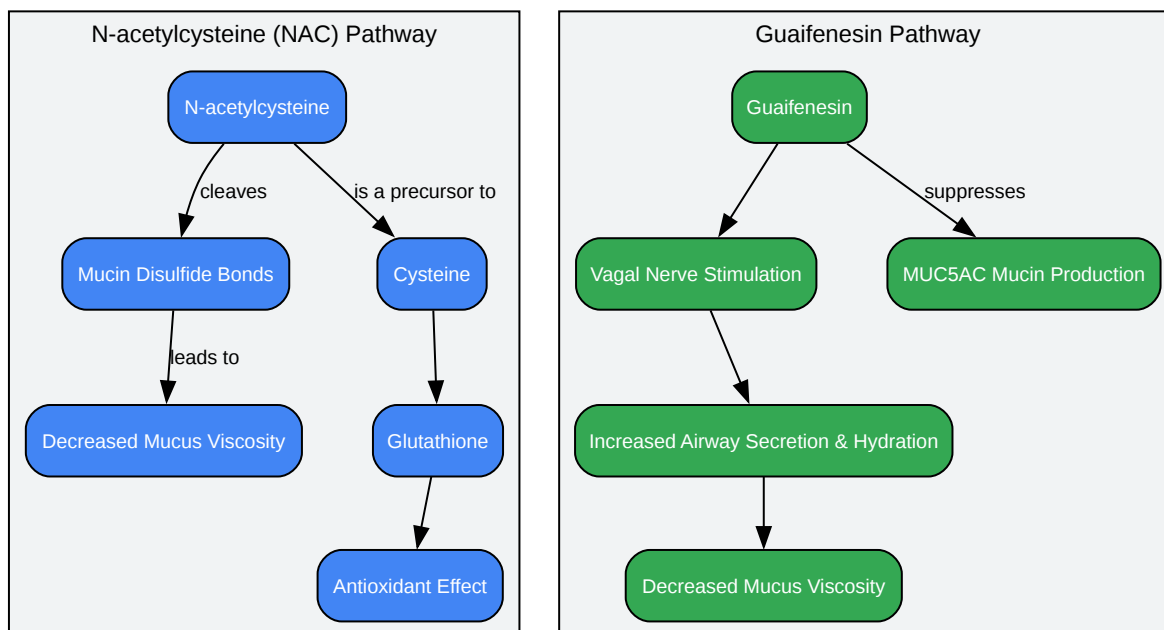 N-acetylcysteine (NAC) Pathway
N-acetylcysteine
cleaves
is a precursor to
Mucin Disulfide Bonds
Cysteine
leads to
Decreased Mucus Viscosity
Glutathione
Antioxidant Effect
Guaifenesin Pathway
Guaifenesin
suppresses
Vagal Nerve Stimulation
MUC5AC Mucin Production
Increased Airway Secretion & Hydration
Decreased Mucus Viscosity